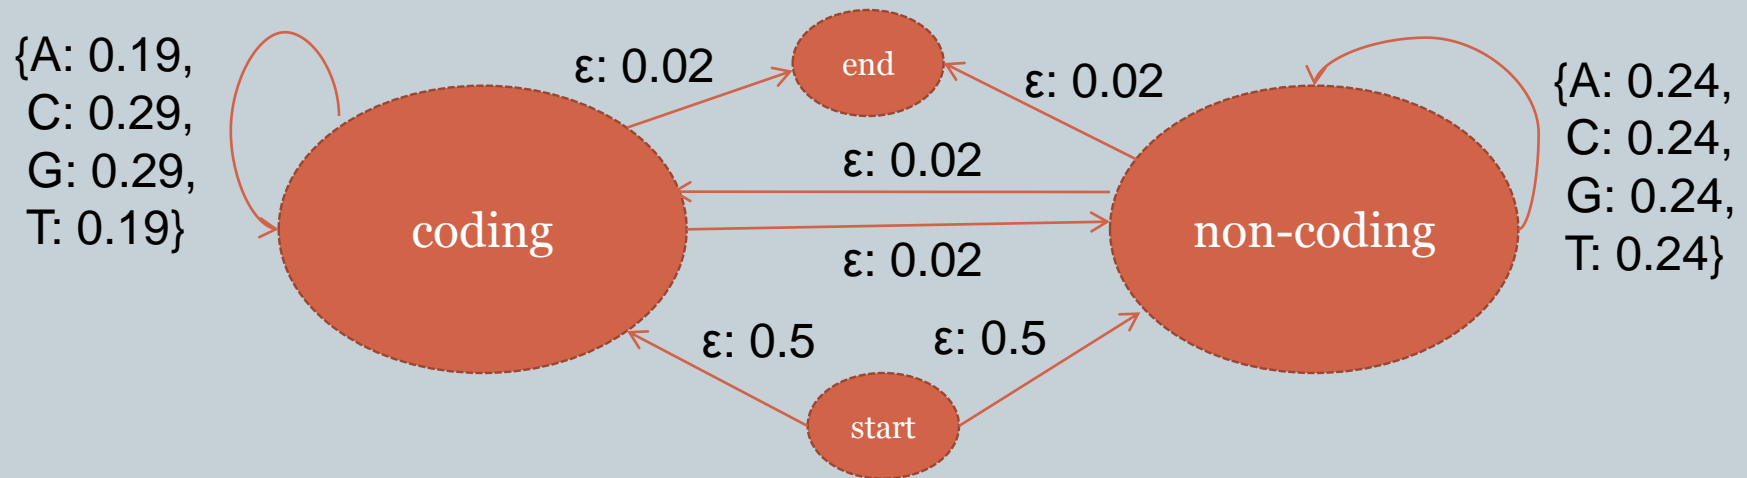 {A: 0.19,
C: 0.29,
G: 0.29,
T: 0.19}
ε: 0.02
end
ε: 0.02
{A: 0.24,
C: 0.24,
G: 0.24,
T: 0.24}
ε: 0.02
coding
non-coding
ε: 0.02
ε: 0.5
ε: 0.5
start